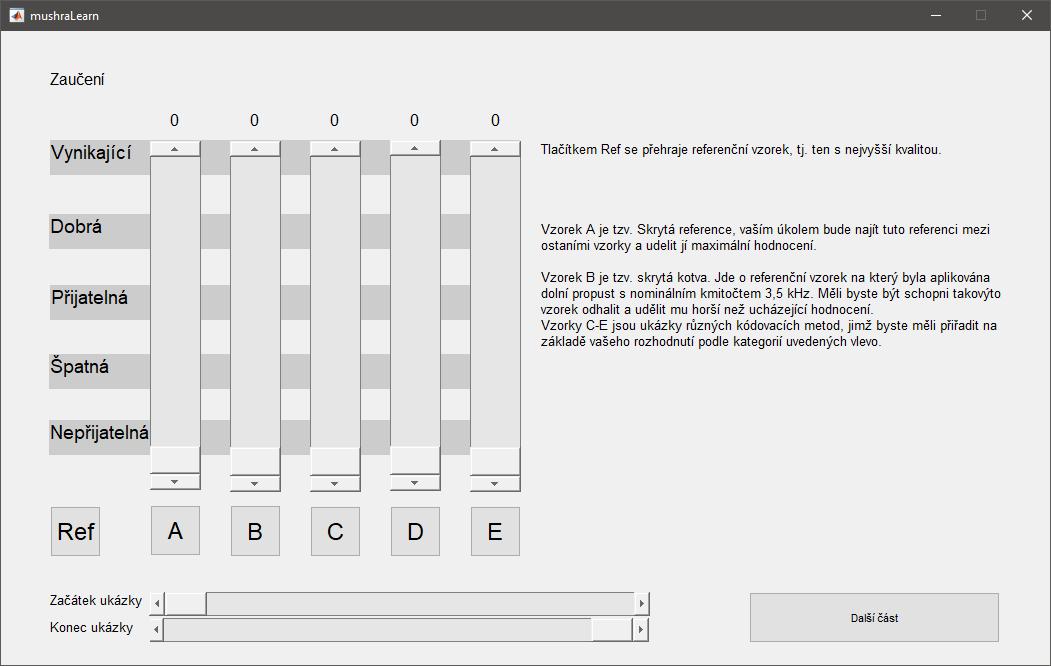 mushraLearn
Zaučení
0 0 0 0 0
Vynikající
Dobrá
Přijatelná
Špatná
Nepřijatelná
Tlačítkem Ref se přehraje referenční vzorek, tj. ten s nejvyšší kvalitou.
Vzorek A je tzv. Skrytá reference, vaším úkolem bude najít tuto referenci mezi
ostaními vzorky a udelit jí maximální hodnocení.
Vzorek B je tzv. skrytá kotva. Jde o referenční vzorek na který byla aplikována
dolní propust s nominálním kmitočtem 3,5 kHz. Měli byste být schopni takovýto
vzorek odhalit a udělit mu horší než ucházející hodnocení.
Vzorky C-E jsou ukázky různých kódovacích metod, jimž byste měli přiřadit na
základě vašeho rozhodnutí podle kategorií uvedených vlevo.
Ref A B C D E
Začátek ukázky
Konec ukázky
Další část